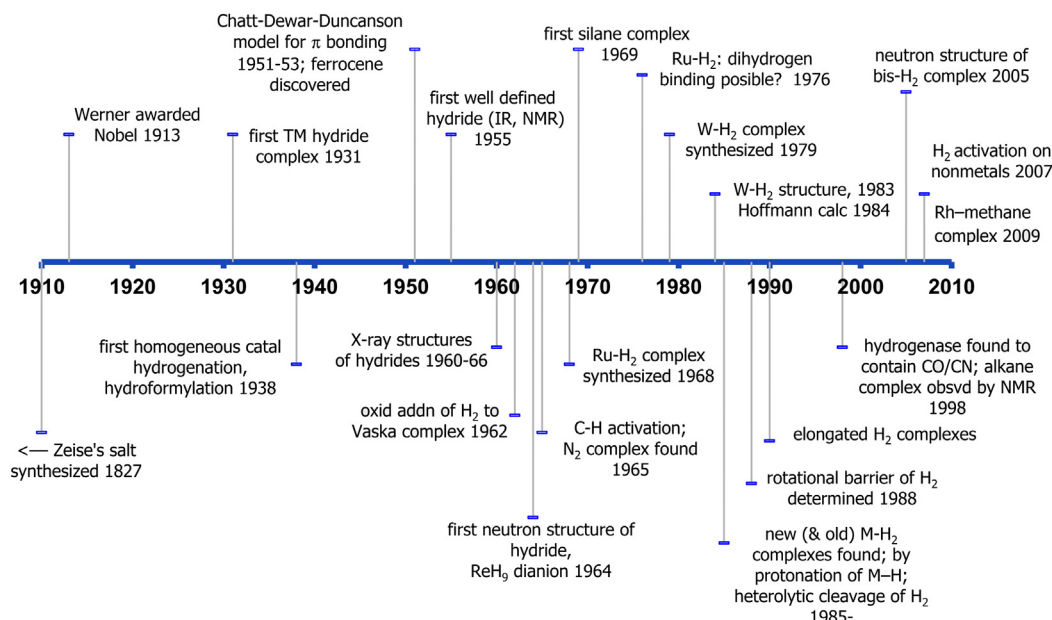 Chatt-Dewar-Duncanson
model for π bonding
1951-53; ferrocene
discovered
first silane complex
1969
Ru-H₂: dihydrogen
binding posible? 1976
neutron structure of
bis-H₂ complex 2005
Werner awarded
Nobel 1913
first TM hydride
complex 1931
first well defined
hydride (IR, NMR)
1955
W-H₂ complex
synthesized 1979
H₂ activation on
nonmetals 2007
W-H₂ structure, 1983
Hoffmann calc 1984
Rh–methane
complex 2009
1910 1920 1930 1940 1950 1960 1970 1980 1990 2000 2010
first homogeneous catal
hydrogenation,
hydroformylation 1938
X-ray structures
of hydrides 1960-66
Ru-H₂ complex
synthesized 1968
hydrogenase found to
contain CO/CN; alkane
complex obsvd by NMR
1998
oxid addn of H₂ to
Vaska complex 1962
C-H activation;
N₂ complex found
1965
elongated H₂ complexes
<— Zeise's salt
synthesized 1827
rotational barrier of H₂
determined 1988
first neutron structure of
hydride,
ReH₉ dianion 1964
new (& old) M-H₂
complexes found; by
protonation of M–H;
heterolytic cleavage of H₂
1985-